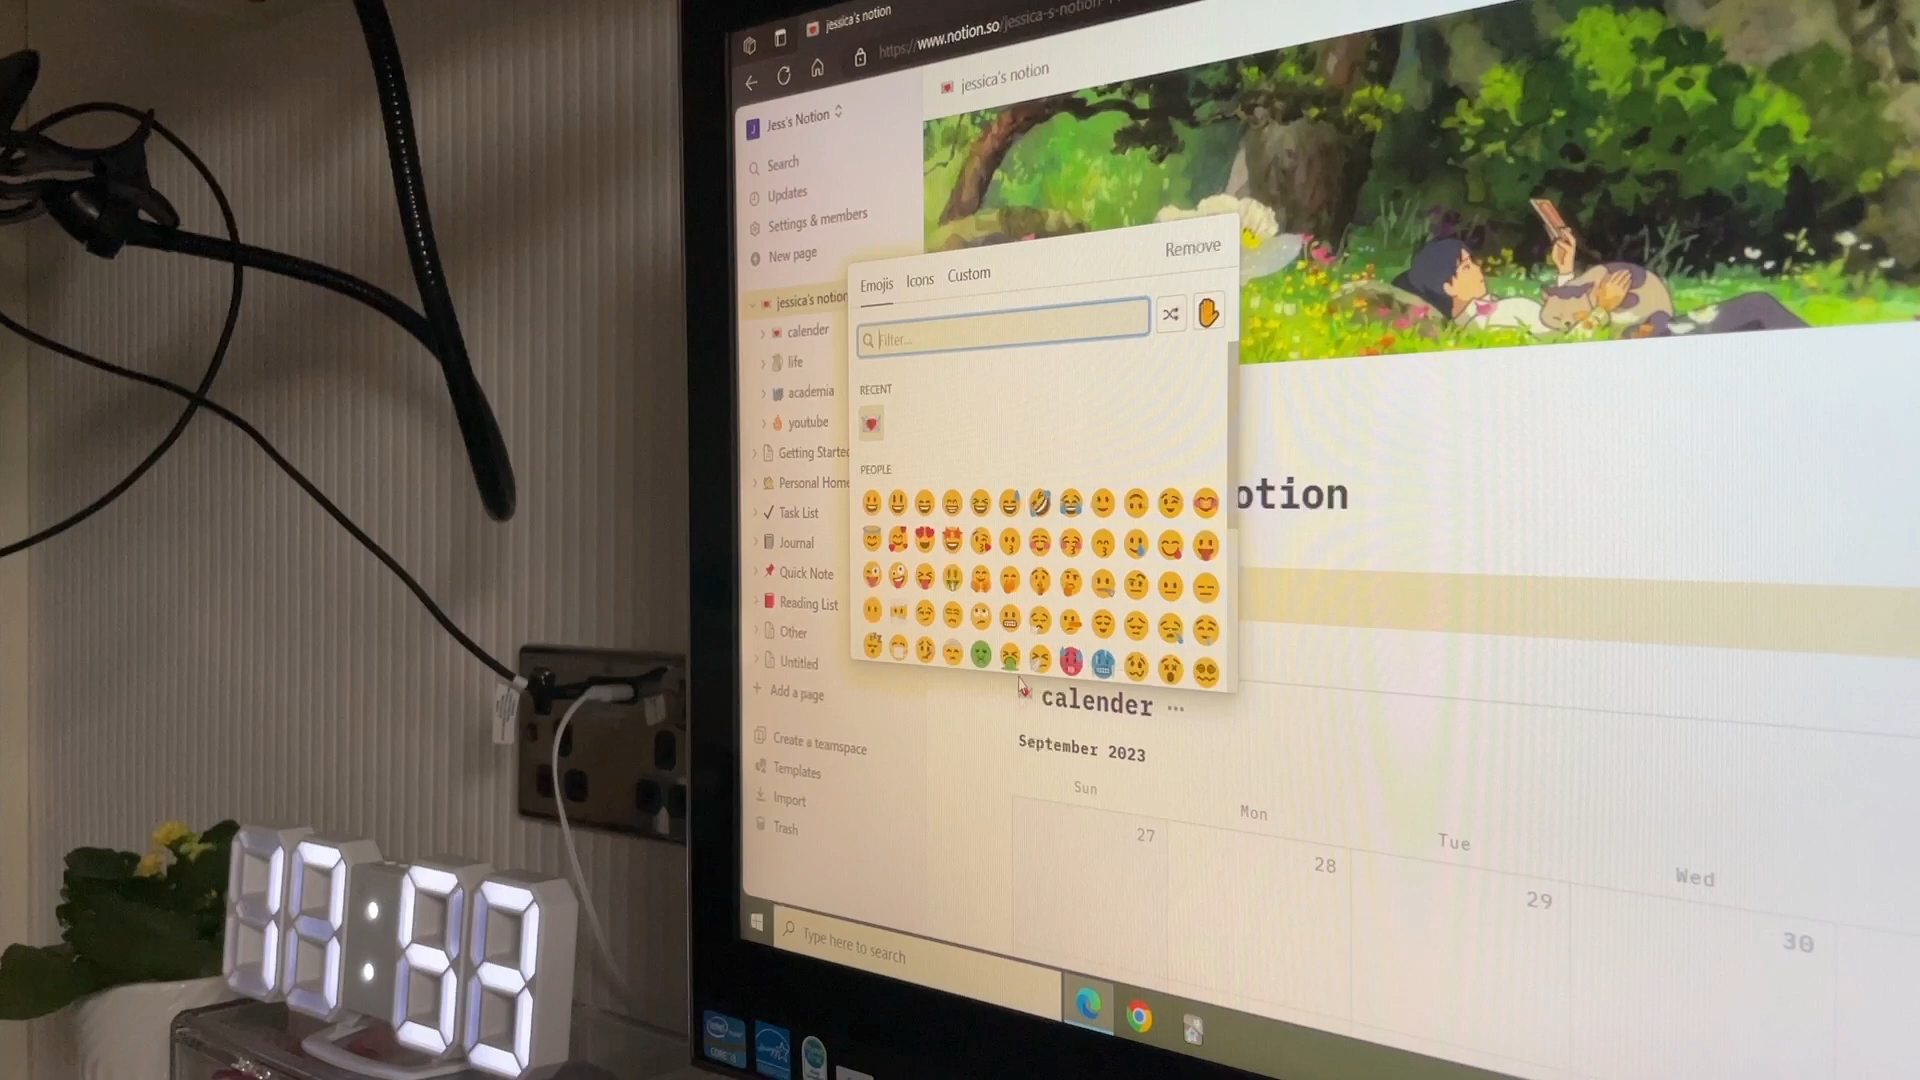 jessica's notion
https://www.notion.so/jessica-s-notion
jessica's notion
J Jess's Notion
Search
Updates
Settings & members
New page
jessica's notion
calender
life
academia
youtube
Getting Started
Personal Home
Task List
Journal
Quick Note
Reading List
Other
Untitled
Add a page
Create a teamspace
Templates
Import
Trash
Emojis Icons Custom Remove
Filter...
RECENT
PEOPLE
otion
calender ...
September 2023
Sun Mon Tue Wed
27 28 29 30
Type here to search
intel